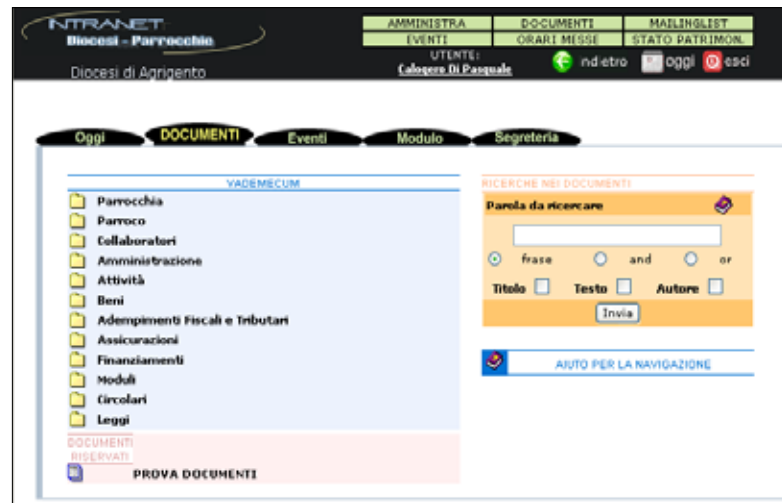 INTRANET
Diocesi - Parrocchie
Diocesi di Agrigento
AMMINISTRA DOCUMENTI MAILINGLIST
EVENTI ORARI MESSE STATO PATRIMON.
UTENTE:
Calogero Di Pasquale
indietro oggi esci
Oggi DOCUMENTI Eventi Modulo Segreteria
VADEMECUM
Parrocchia
Parroco
Collaboratori
Amministrazione
Attività
Beni
Adempimenti Fiscali e Tributari
Assicurazioni
Finanziamenti
Moduli
Circolari
Leggi
DOCUMENTI
RISERVATI
PROVA DOCUMENTI
RICERCHE NEI DOCUMENTI
Parola da ricercare
frase and or
Titolo Testo Autore
Invia
AIUTO PER LA NAVIGAZIONE